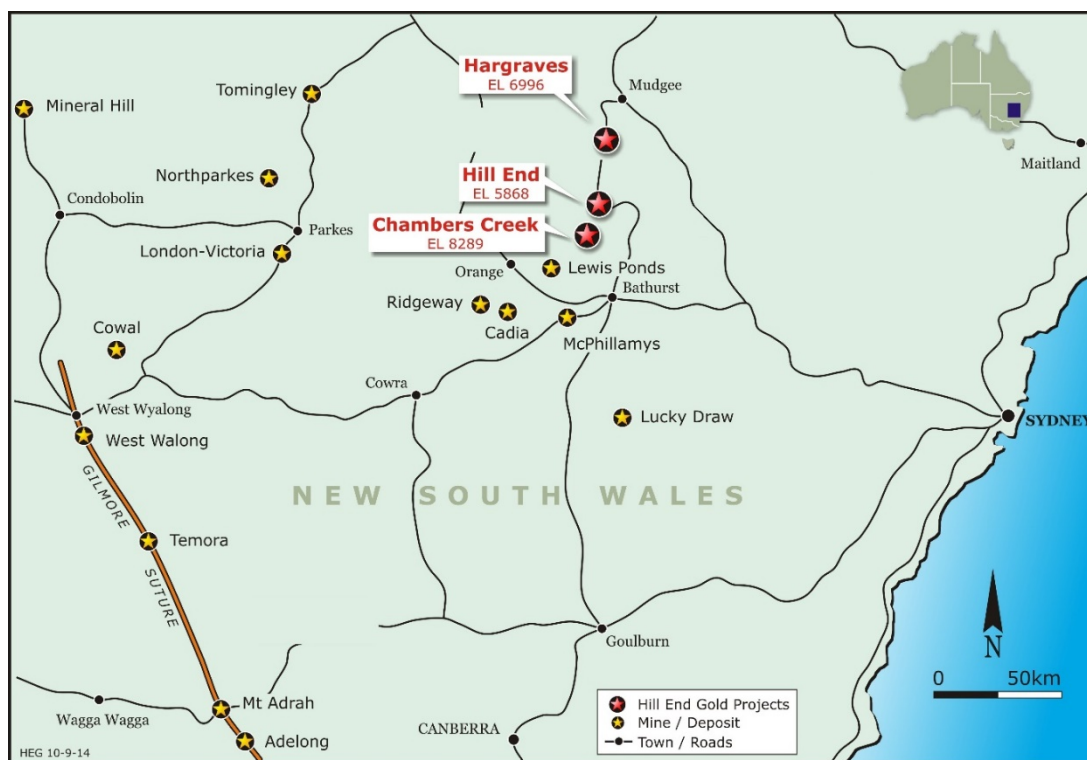 Hargraves
EL 6996
Mudgee
Tomingley
Mineral Hill
Maitland
Northparkes
Hill End
EL 5868
Condobolin
Parkes
Chambers Creek
EL 8289
London-Victoria
Orange
Lewis Ponds
Bathurst
Ridgeway
Cadia
McPhillamys
Cowal
Cowra
West Wyalong
Lucky Draw
SYDNEY
West Walong
GILMORE SUTURE
NEW SOUTH WALES
Temora
Goulburn
N
0 50km
Mt Adrah
Wagga Wagga
CANBERRA
Adelong
Hill End Gold Projects
Mine / Deposit
Town / Roads
HEG 10-9-14